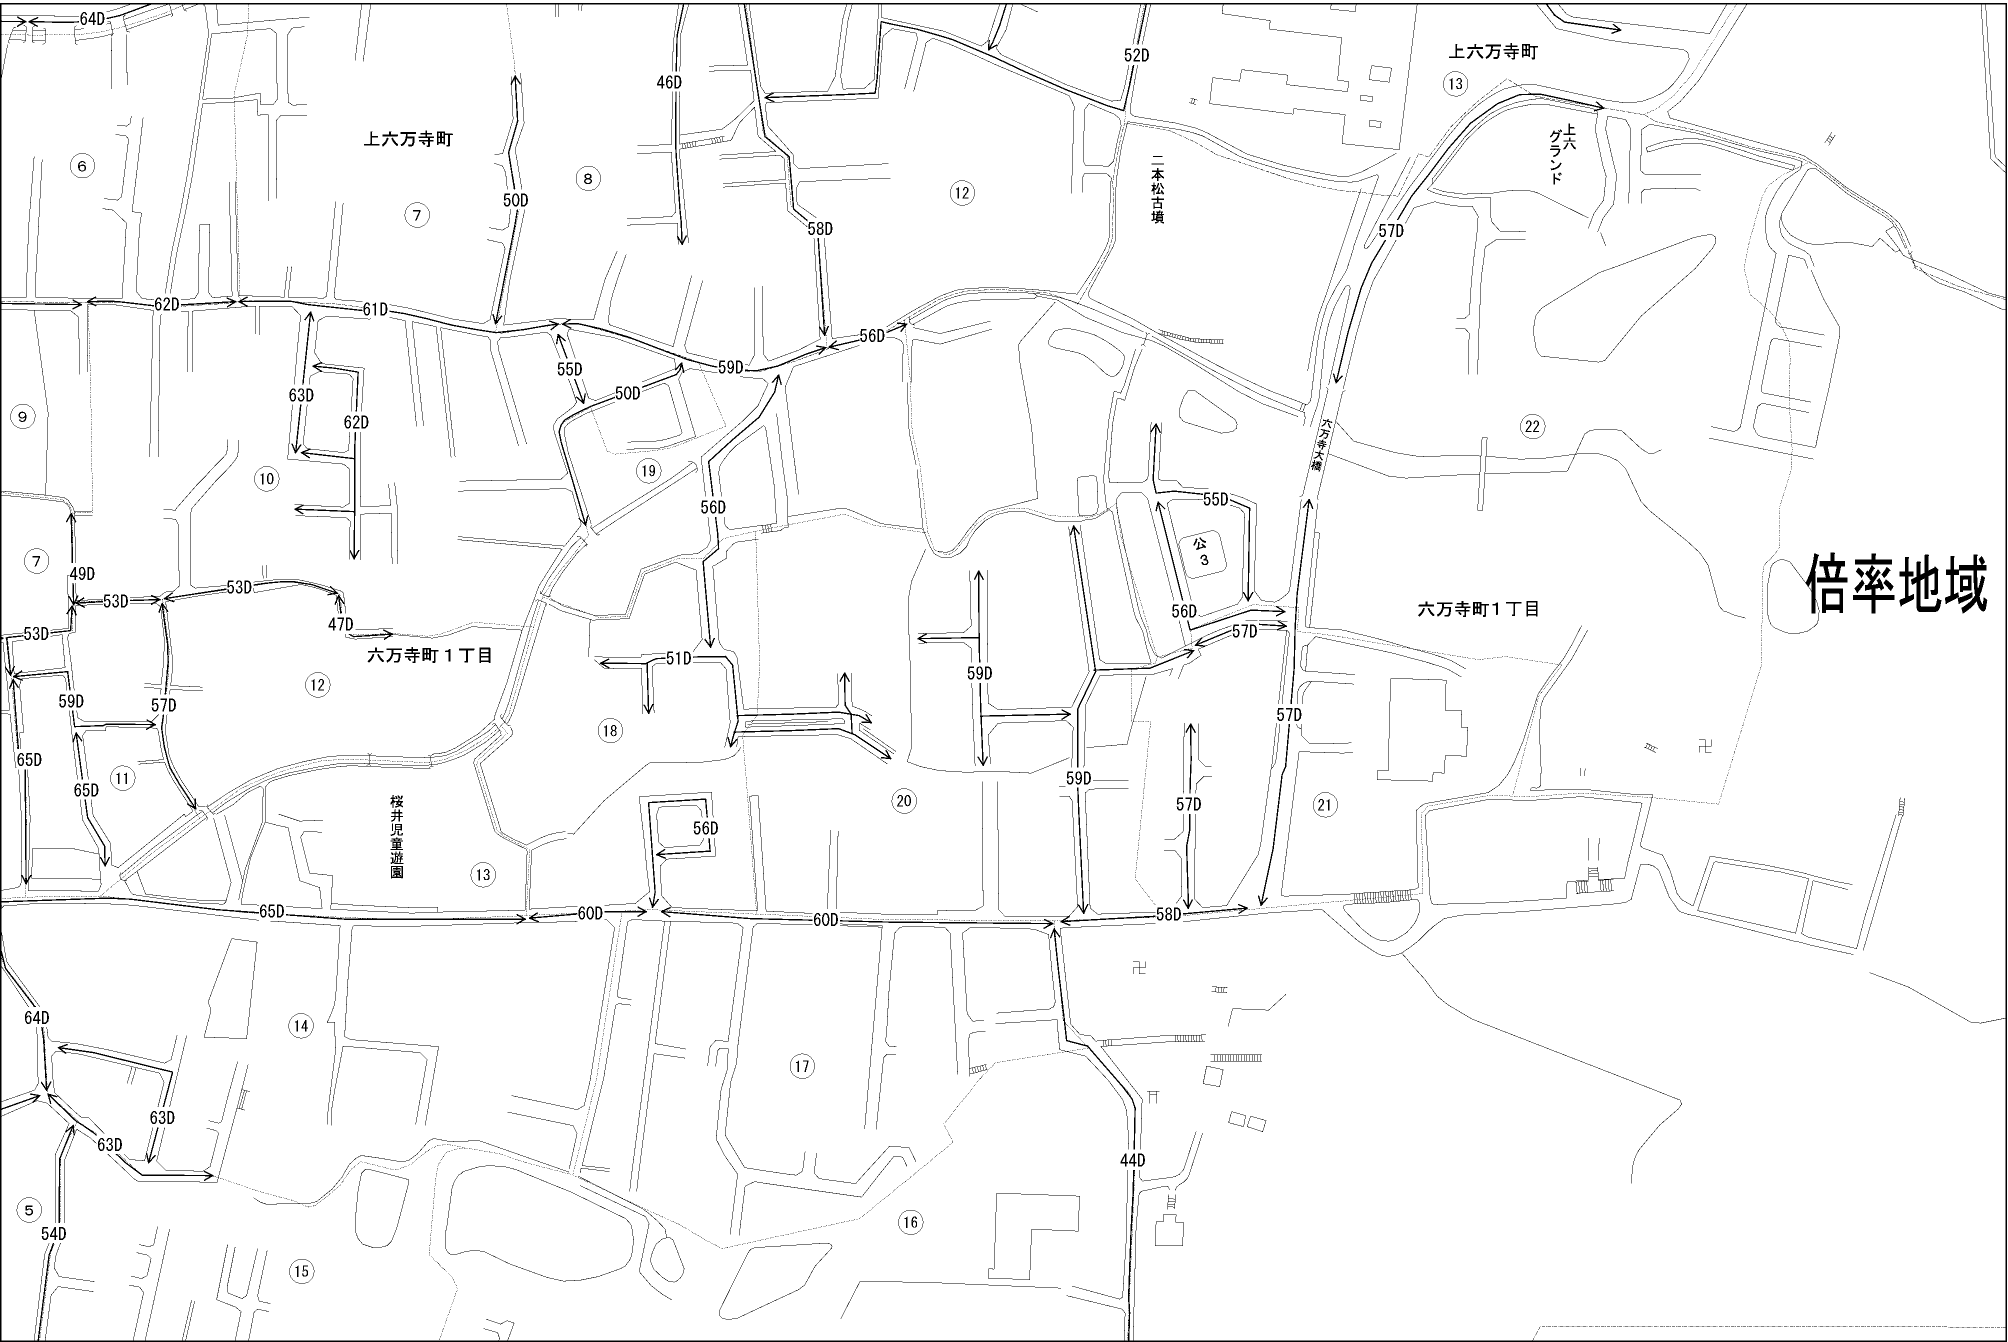 64D
46D
52D
上六万寺町
⑬
上六万寺町
上六
グランド
⑥
⑧
⑦
50D
⑫
二本松古墳
58D
57D
62D
61D
56D
59D
55D
50D
63D
62D
⑨
⑩
⑲
六万寺大橋
㉒
56D
55D
公
3
⑦
49D
53D
53D
53D
47D
六万寺町1丁目
⑫
51D
56D
57D
六万寺町1丁目
倍率地域
59D
57D
59D
57D
65D
65D
⑪
⑱
59D
57D
⑳
㉑
桜井児童遊園
56D
⑬
65D
60D
60D
58D
64D
⑭
⑰
63D
63D
44D
⑤
54D
⑮
⑯